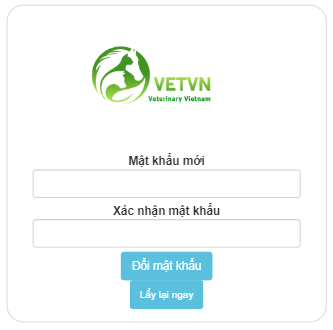 VETVN
Veterinary Vietnam
Mật khẩu mới
Xác nhận mật khẩu
Đổi mật khẩu
Lấy lại ngay